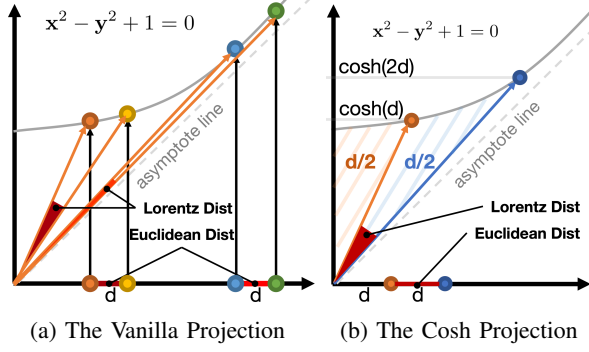 x² − y² + 1 = 0
asymptote line
Lorentz Dist
Euclidean Dist
d
d
(a) The Vanilla Projection
x² − y² + 1 = 0
cosh(2d)
cosh(d)
d/2
d/2
asymptote line
Lorentz Dist
Euclidean Dist
d
d
(b) The Cosh Projection